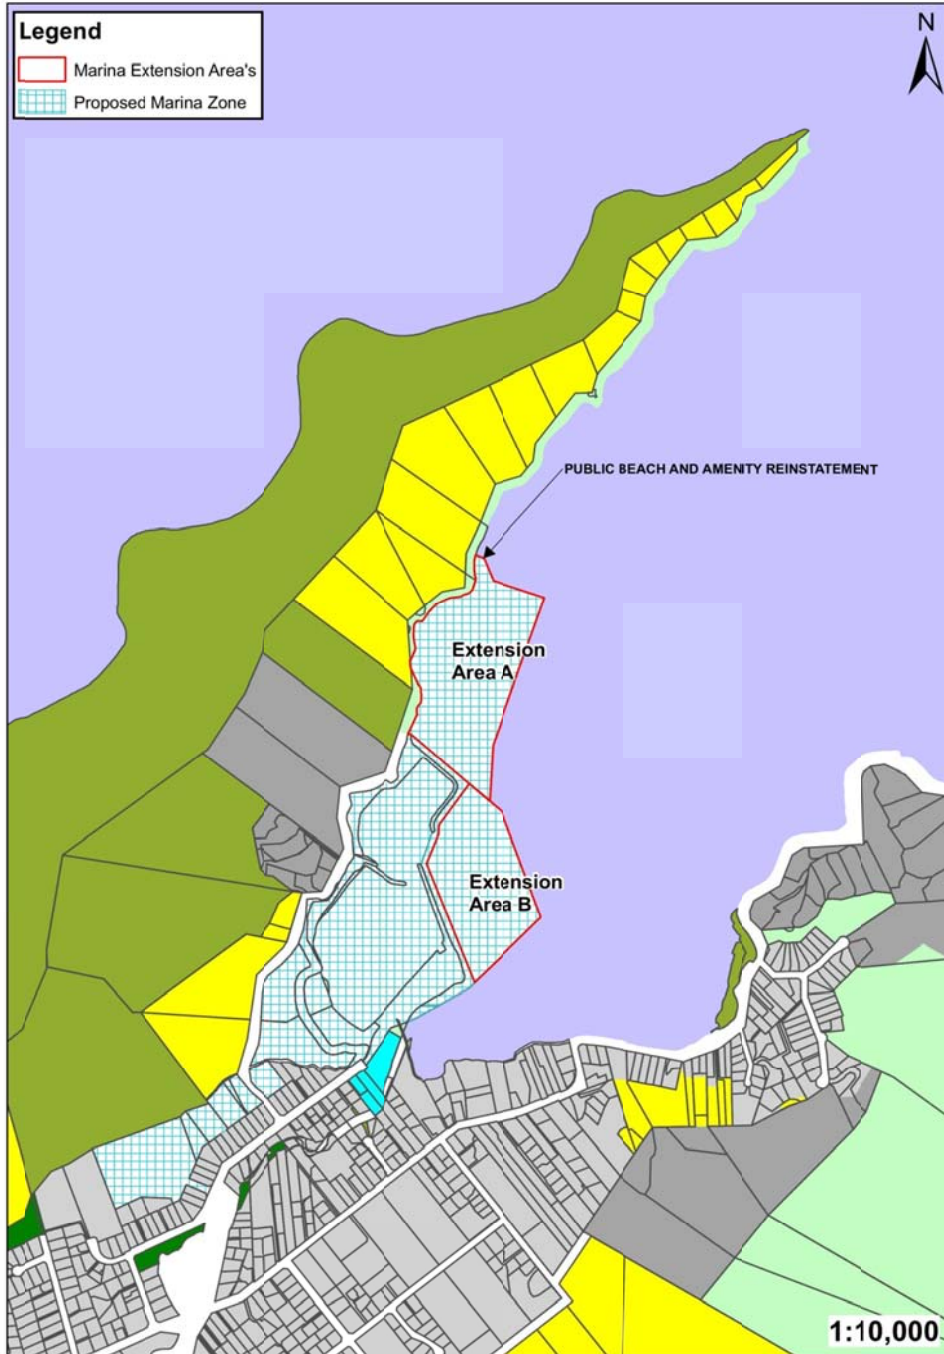 Legend
Marina Extension Area's
Proposed Marina Zone
N
PUBLIC BEACH AND AMENITY REINSTATEMENT
Extension
Area A
Extension
Area B
1:10,000